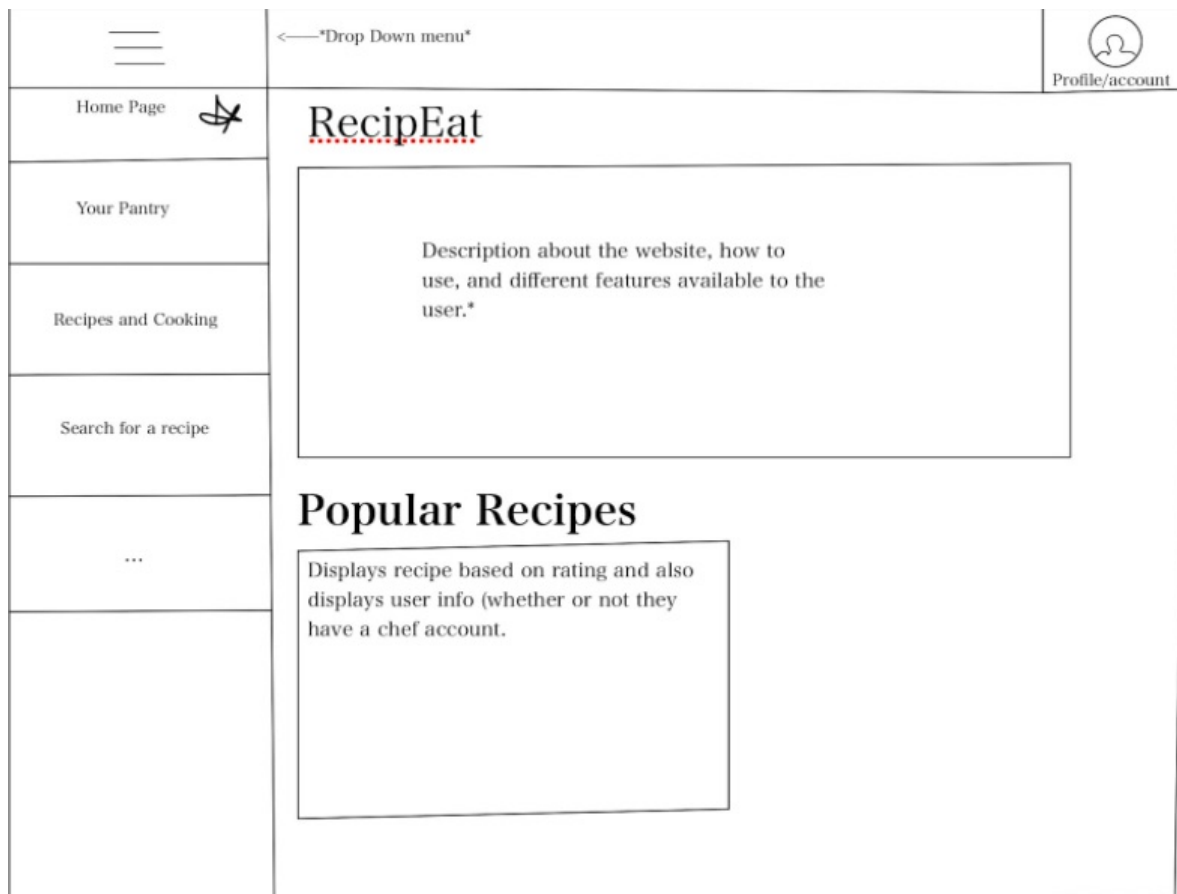 <——*Drop Down menu*
Profile/account
Home Page
RecipEat
Your Pantry
Description about the website, how to
use, and different features available to the
user.*
Recipes and Cooking
Search for a recipe
Popular Recipes
...
Displays recipe based on rating and also
displays user info (whether or not they
have a chef account.